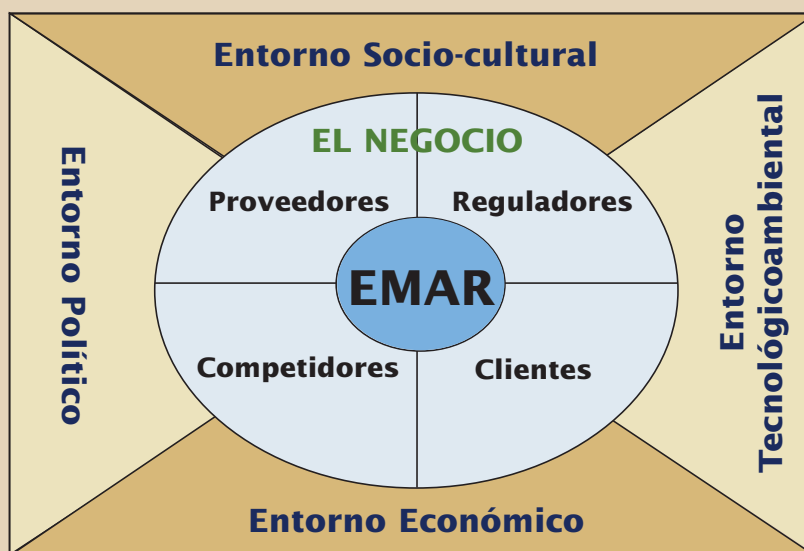 Entorno Socio-cultural
EL NEGOCIO
Proveedores
Reguladores
EMAR
Competidores
Clientes
Entorno Político
Entorno
Tecnológicoambiental
Entorno Económico